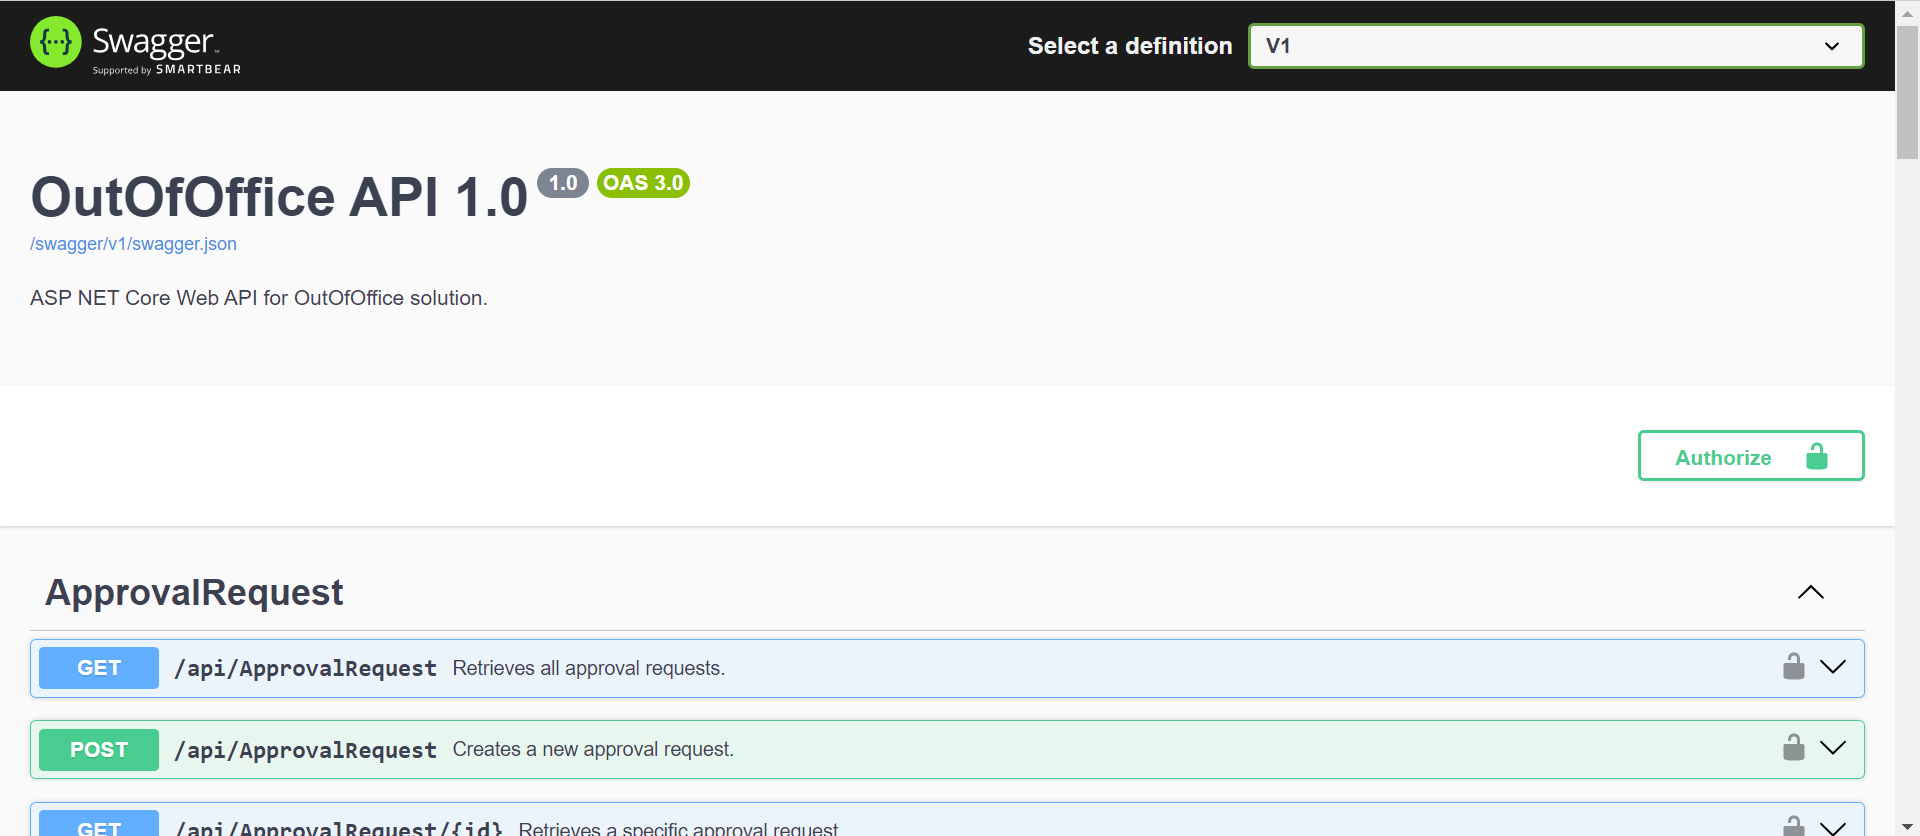 {···} Swagger™
Supported by SMARTBEAR
Select a definition V1
OutOfOffice API 1.0 1.0 OAS 3.0
/swagger/v1/swagger.json
ASP NET Core Web API for OutOfOffice solution.
Authorize
ApprovalRequest
GET /api/ApprovalRequest Retrieves all approval requests.
POST /api/ApprovalRequest Creates a new approval request.
GET /api/ApprovalRequest/{id} Retrieves a specific approval request